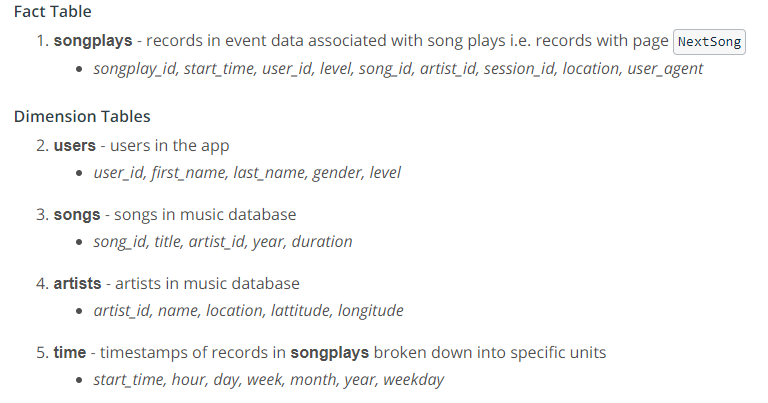 Fact Table
1. songplays - records in event data associated with song plays i.e. records with page NextSong
• songplay_id, start_time, user_id, level, song_id, artist_id, session_id, location, user_agent
Dimension Tables
2. users - users in the app
• user_id, first_name, last_name, gender, level
3. songs - songs in music database
• song_id, title, artist_id, year, duration
4. artists - artists in music database
• artist_id, name, location, lattitude, longitude
5. time - timestamps of records in songplays broken down into specific units
• start_time, hour, day, week, month, year, weekday